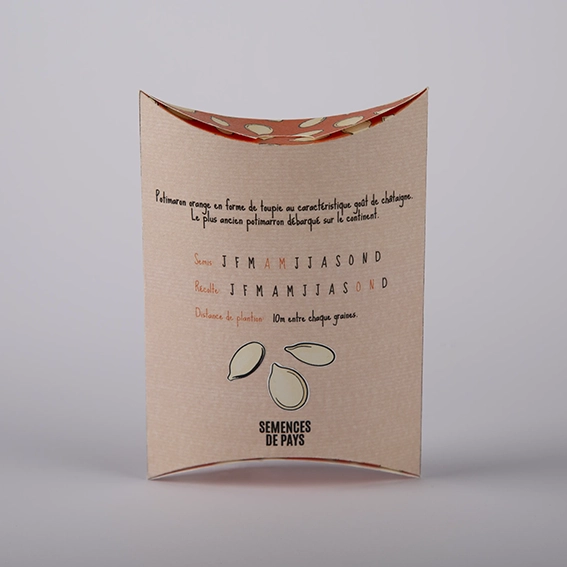 Potimaron orange en forme de toupie au caractéristique goût de châtaigne.
Le plus ancien potimarron débarqué sur le continent.
Semis: J F M A M J J A S O N D
Récolte: J F M A M J J A S O N D
Distance de plantion: 10m entre chaque graines.
SEMENCES
DE PAYS